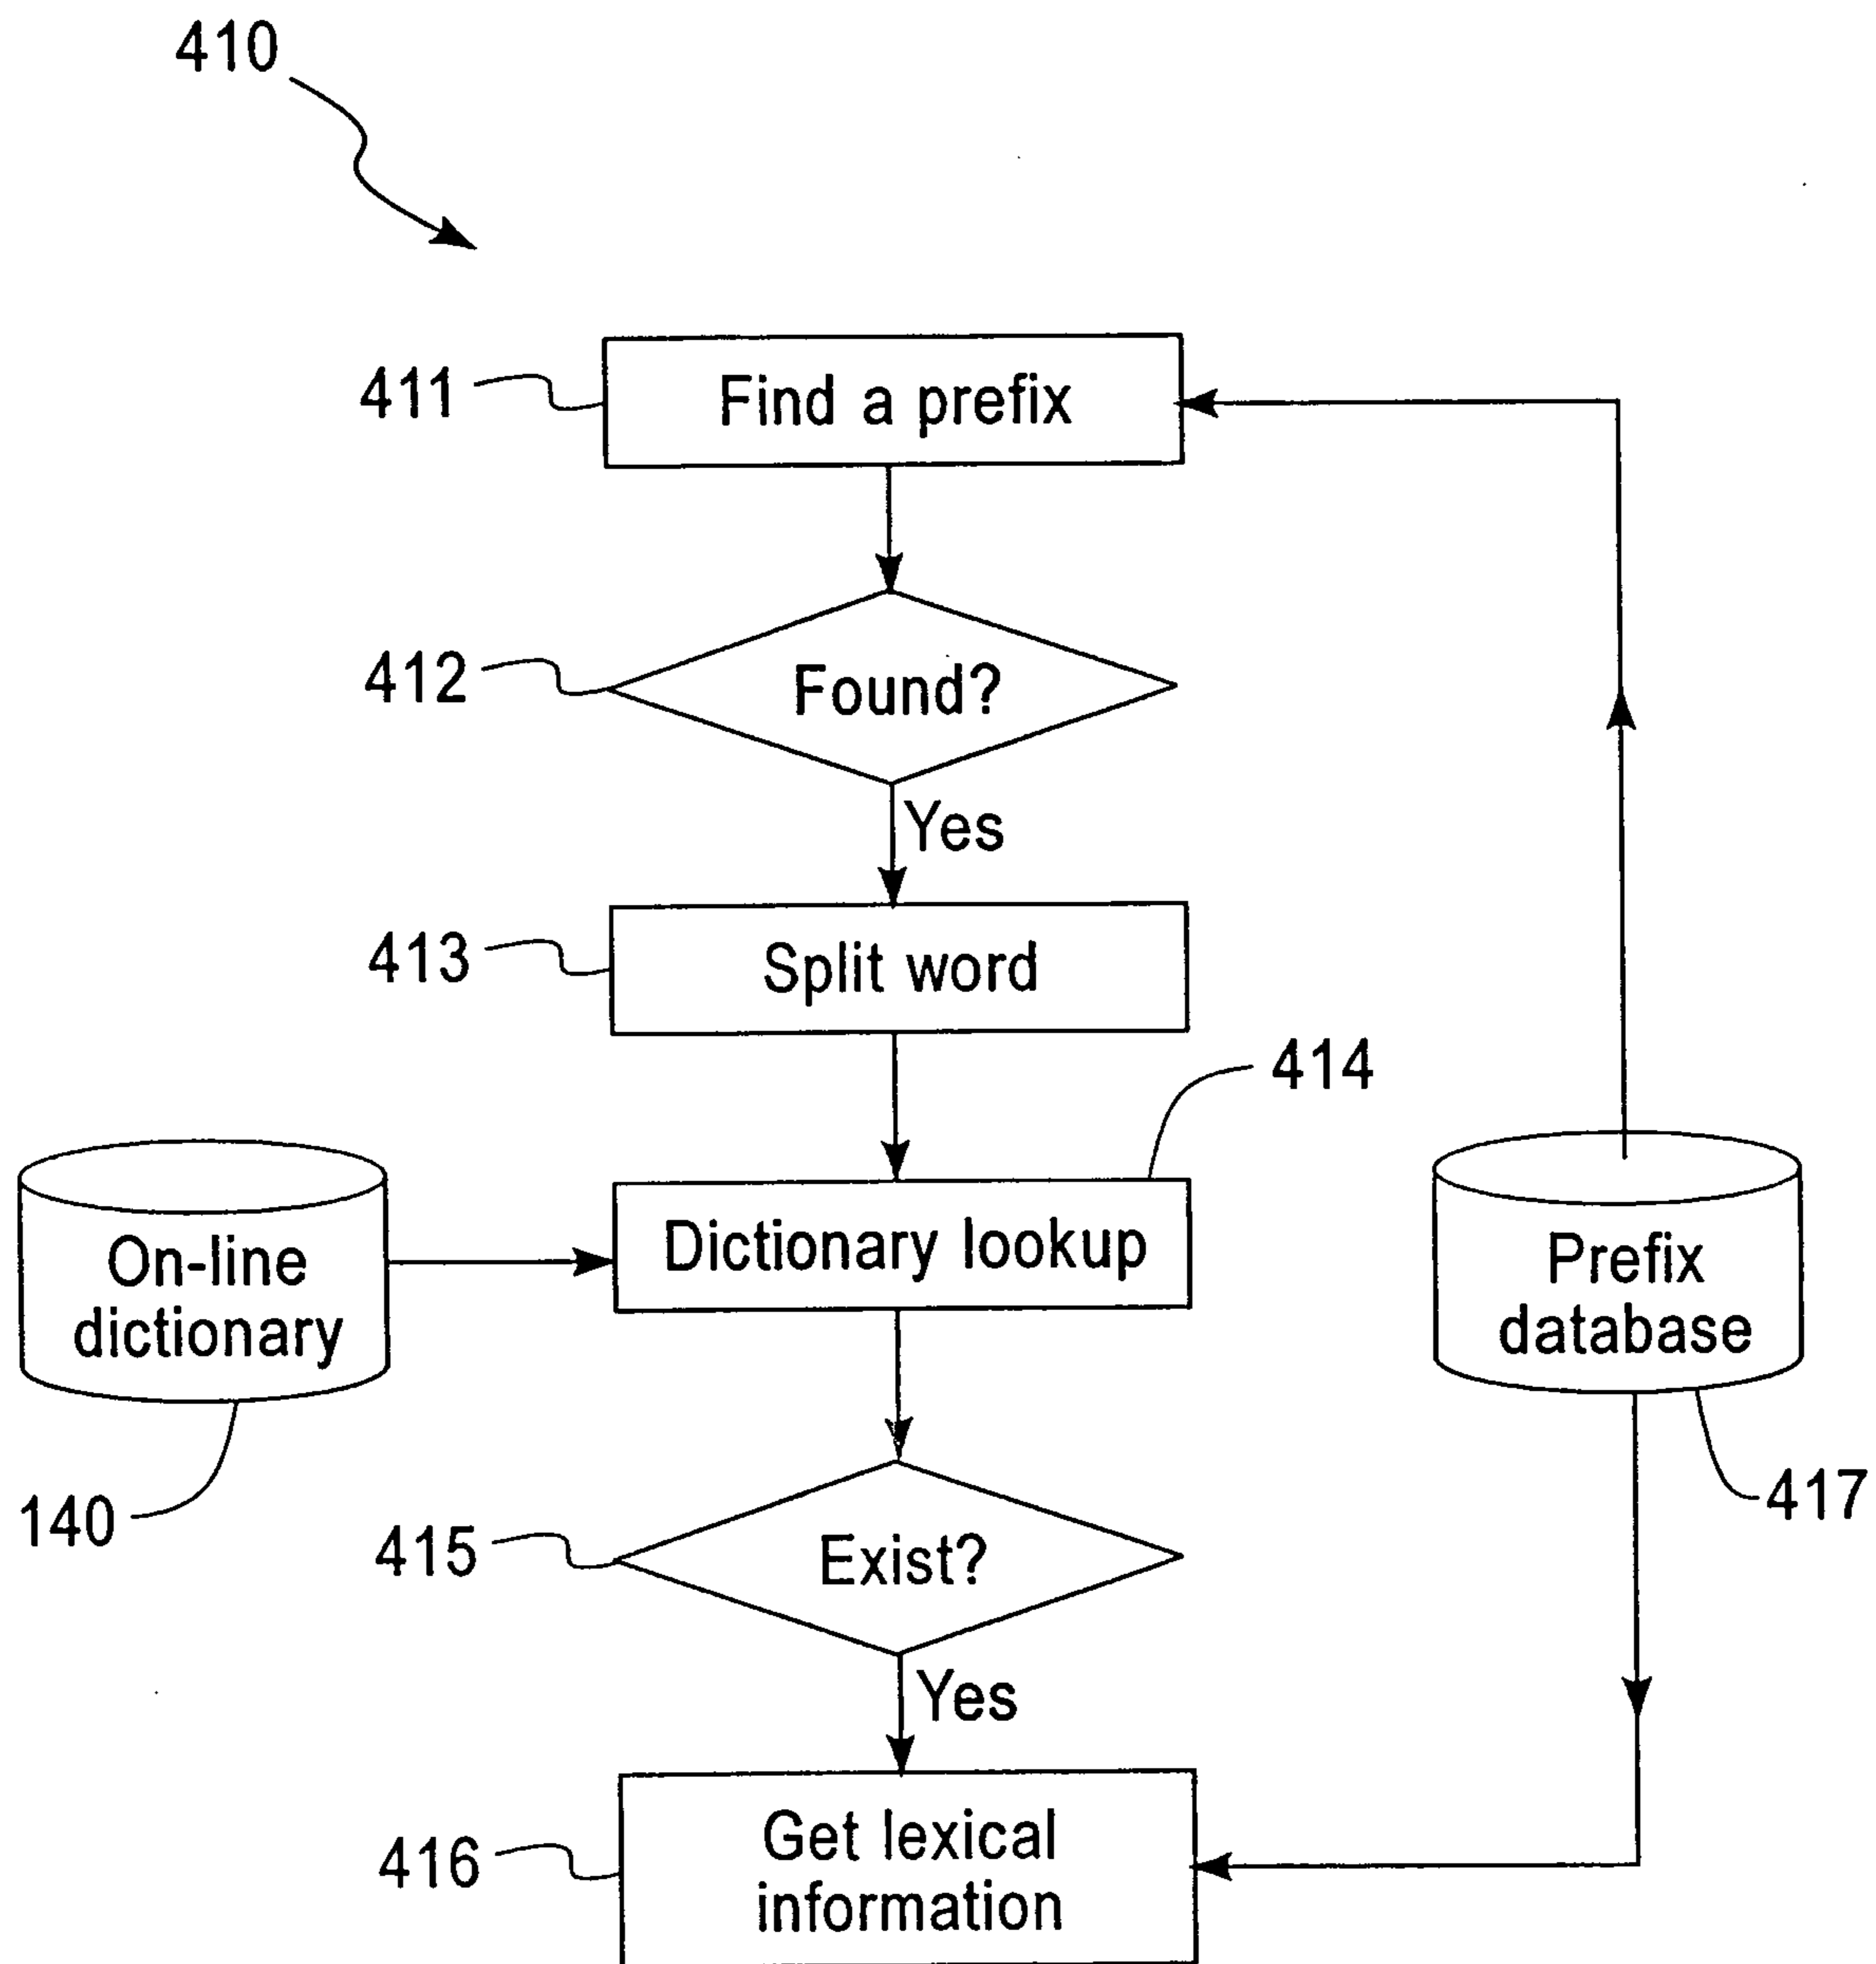 410
411
Find a prefix
412
Found?
Yes
413
Split word
414
Dictionary lookup
On-line
dictionary
Prefix
database
140
417
415
Exist?
Yes
416
Get lexical
information